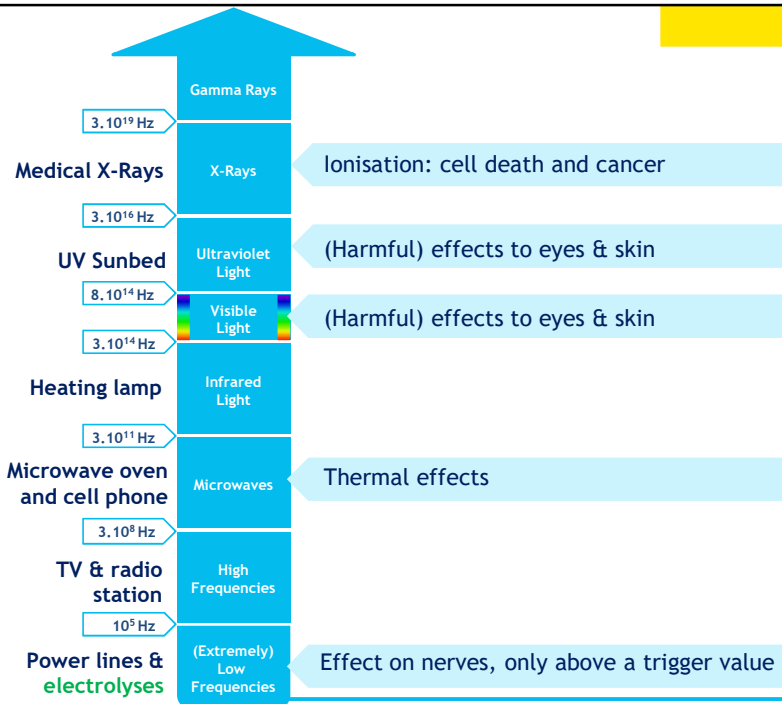 Gamma Rays
3.10¹⁹ Hz
Medical X-Rays
X-Rays
Ionisation: cell death and cancer
3.10¹⁶ Hz
UV Sunbed
Ultraviolet
Light
(Harmful) effects to eyes & skin
8.10¹⁴ Hz
Visible
Light
(Harmful) effects to eyes & skin
3.10¹⁴ Hz
Heating lamp
Infrared
Light
3.10¹¹ Hz
Microwave oven
and cell phone
Microwaves
Thermal effects
3.10⁸ Hz
TV & radio
station
High
Frequencies
10⁵ Hz
Power lines &
electrolyses
(Extremely)
Low
Frequencies
Effect on nerves, only above a trigger value